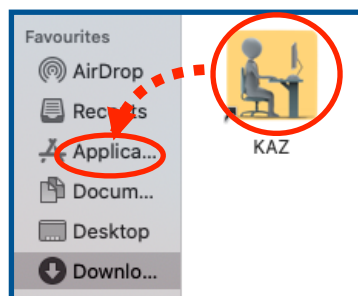 Favourites
AirDrop
Recents
Applica...
Docum...
Desktop
Downlo...
KAZ